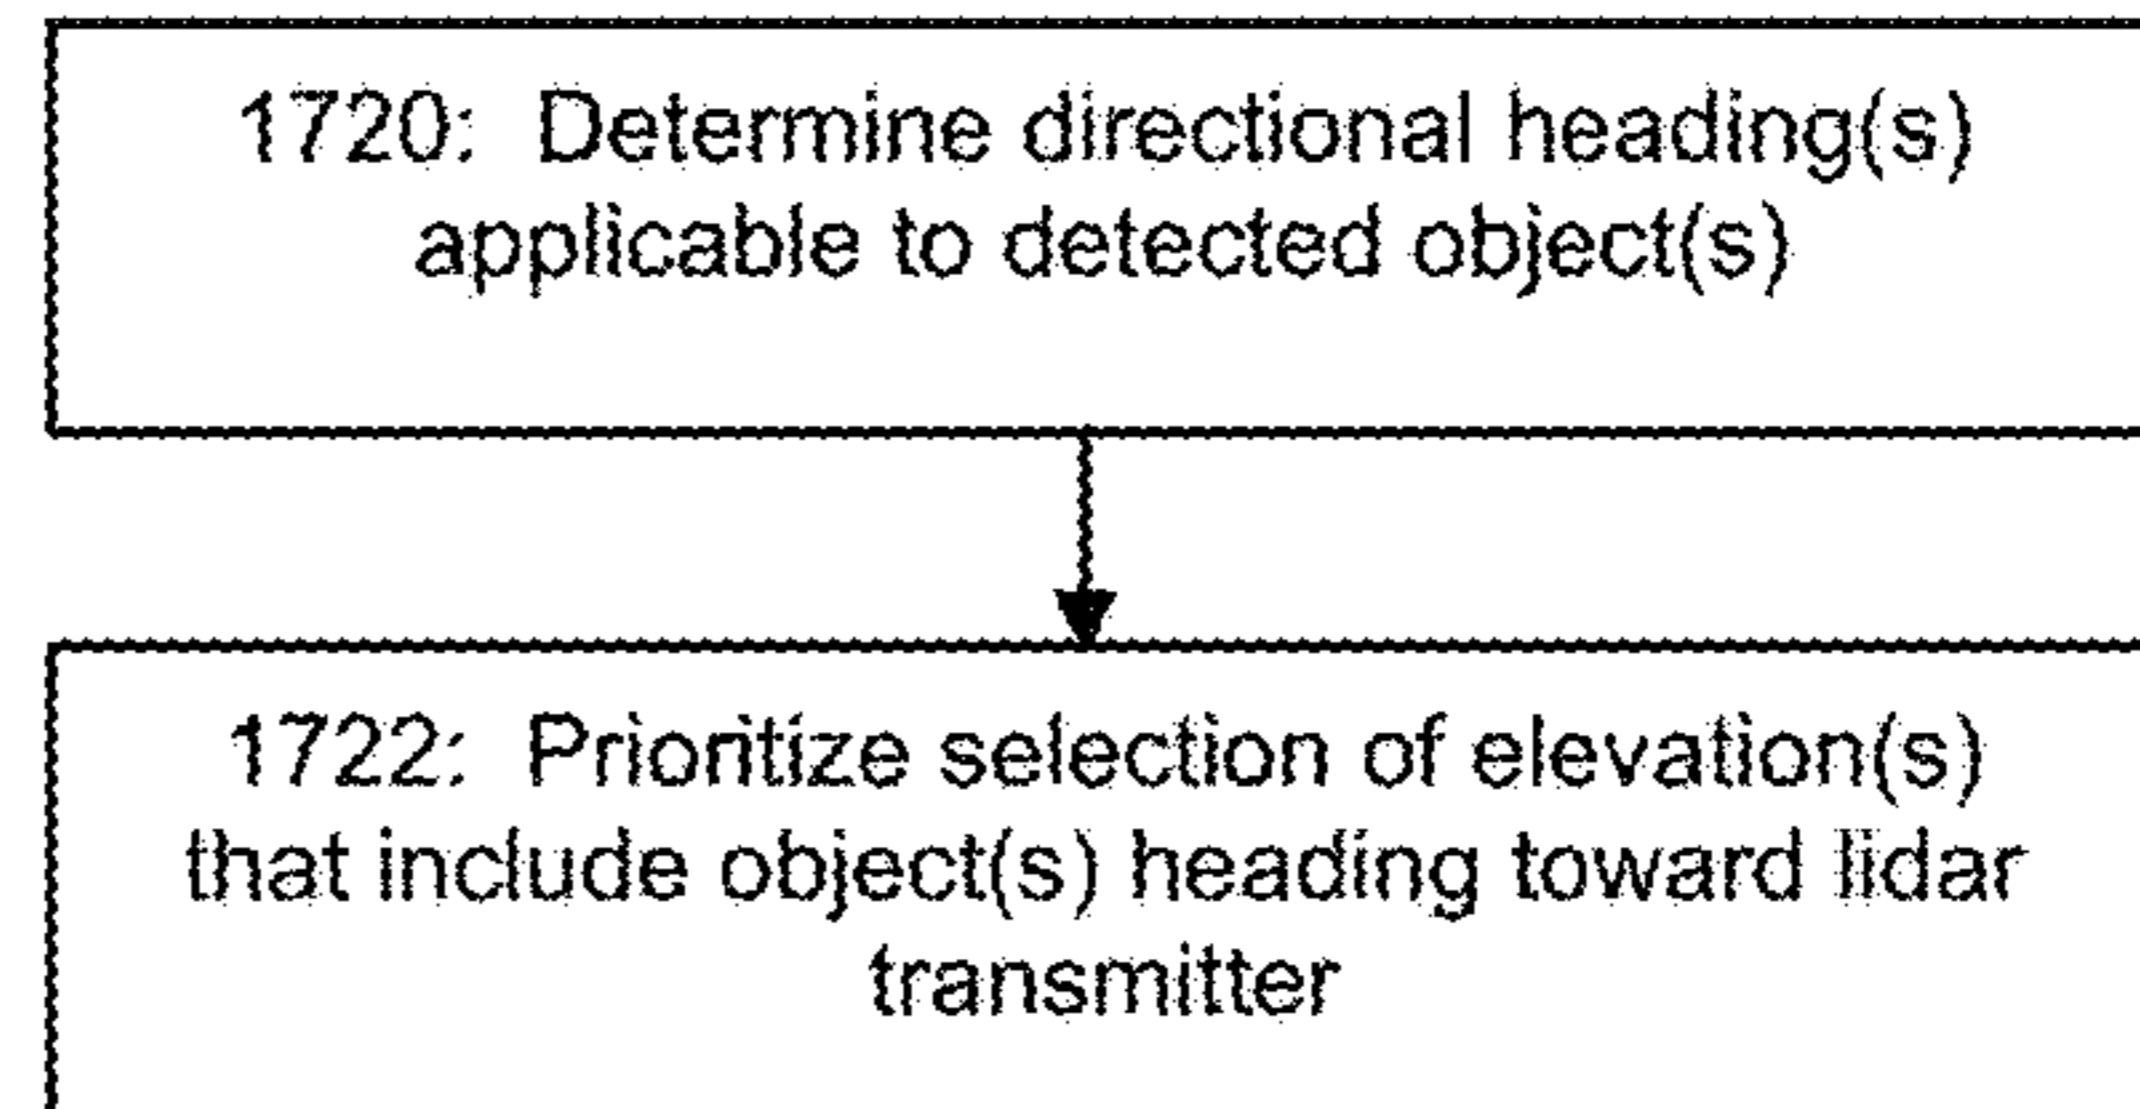 1720: Determine directional heading(s)
applicable to detected object(s)
1722: Prioritize selection of elevation(s)
that include object(s) heading toward lidar
transmitter